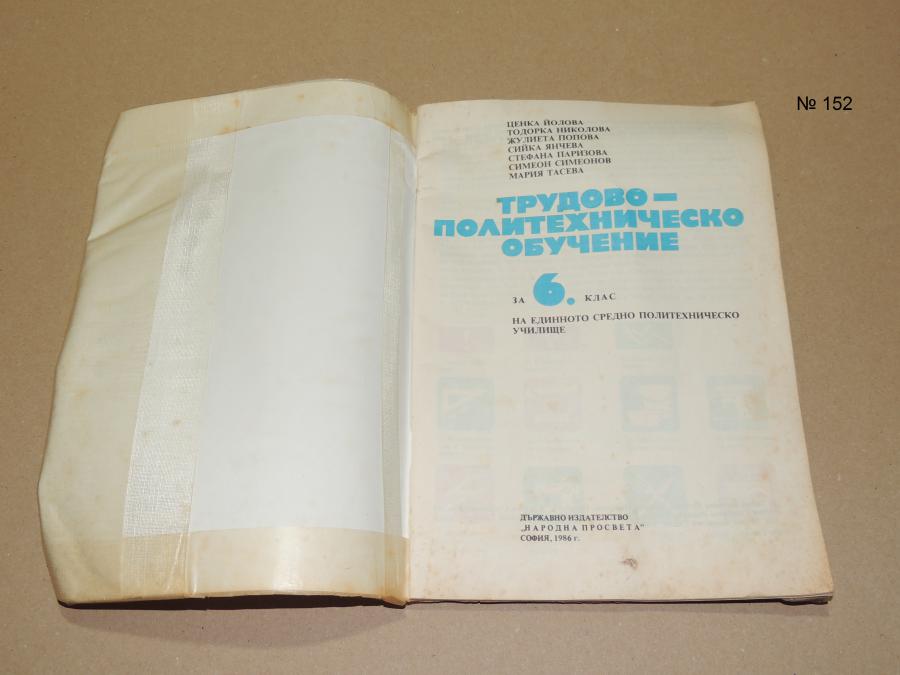 № 152
ЦЕНКА ЙОЛОВА
ТОДОРКА НИКОЛОВА
ЖУЛИЕТА ПОПОВА
СИЙКА ЯНЧЕВА
СТЕФАНА ПАРИЗОВА
СИМЕОН СИМЕОНОВ
МАРИЯ ТАСЕВА
ТРУДОВО –
ПОЛИТЕХНИЧЕСКО
ОБУЧЕНИЕ
ЗА 6. КЛАС
НА ЕДИННОТО СРЕДНО ПОЛИТЕХНИЧЕСКО
УЧИЛИЩЕ
ДЪРЖАВНО ИЗДАТЕЛСТВО
„НАРОДНА ПРОСВЕТА"
СОФИЯ, 1986 г.